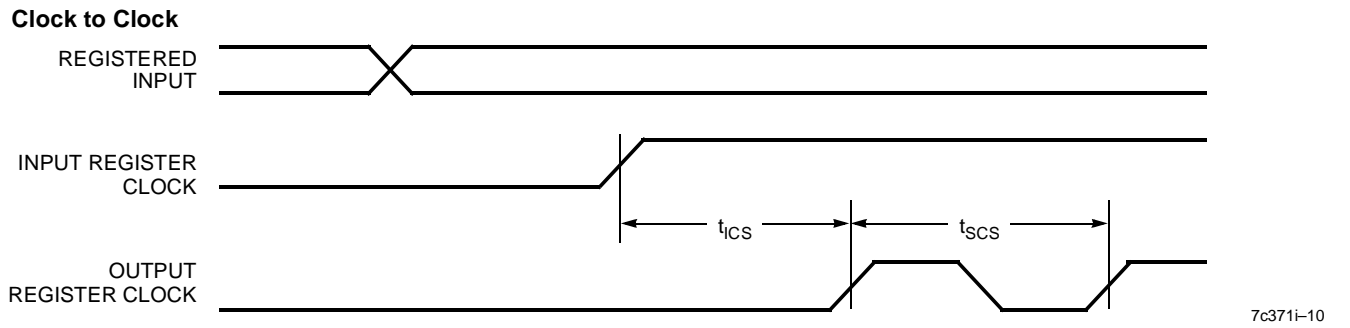 Clock to Clock
REGISTERED
INPUT
INPUT REGISTER
CLOCK
tICS
tSCS
OUTPUT
REGISTER CLOCK
7c371i–10